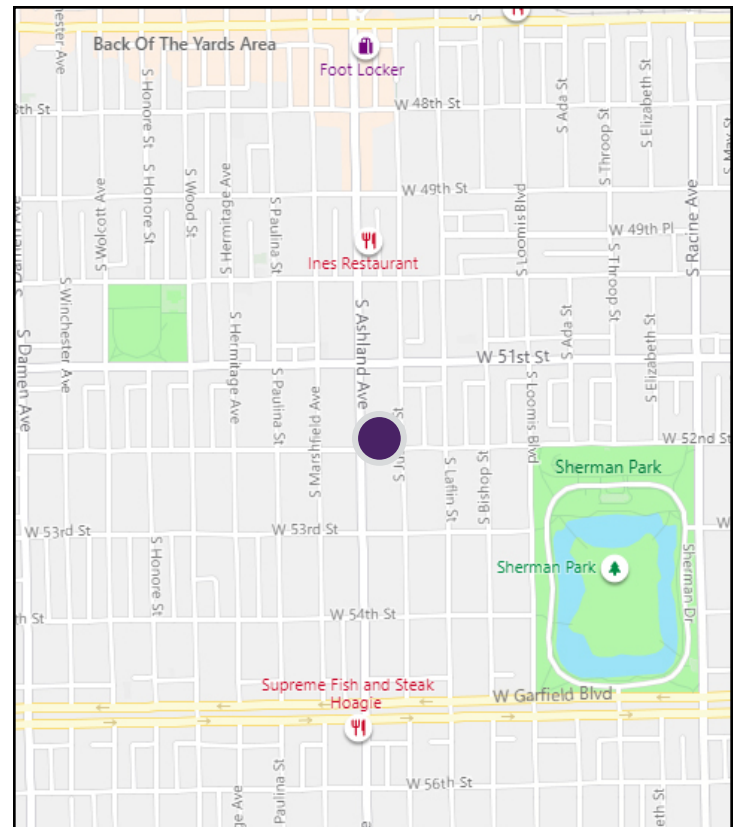 Back Of The Yards Area
Foot Locker
W 48th St
8th St
S Honore St
S Ada St
S Throop St
S Elizabeth St
S Racine Ave
W 49th St
S Wolcott Ave
S Honore St
S Wood St
S Hermitage Ave
S Paulina St
S Loomis Blvd
W 49th Pl
S Throop St
Ines Restaurant
S Winchester Ave
S Ashland Ave
S Hermitage Ave
S Damen Ave
W 51st St
S Ada St
S Elizabeth St
S Paulina St
S Marshfield Ave
S Loomis Blvd
W 52nd St
S Laflin St
S Bishop St
Sherman Park
W 53rd St
W 53rd St
S Honore St
Sherman Park
Sherman Dr
W 54th St
th St
Supreme Fish and Steak
Hoagie
W Garfield Blvd
W 56th St
Paulina St
ge Ave
eth St